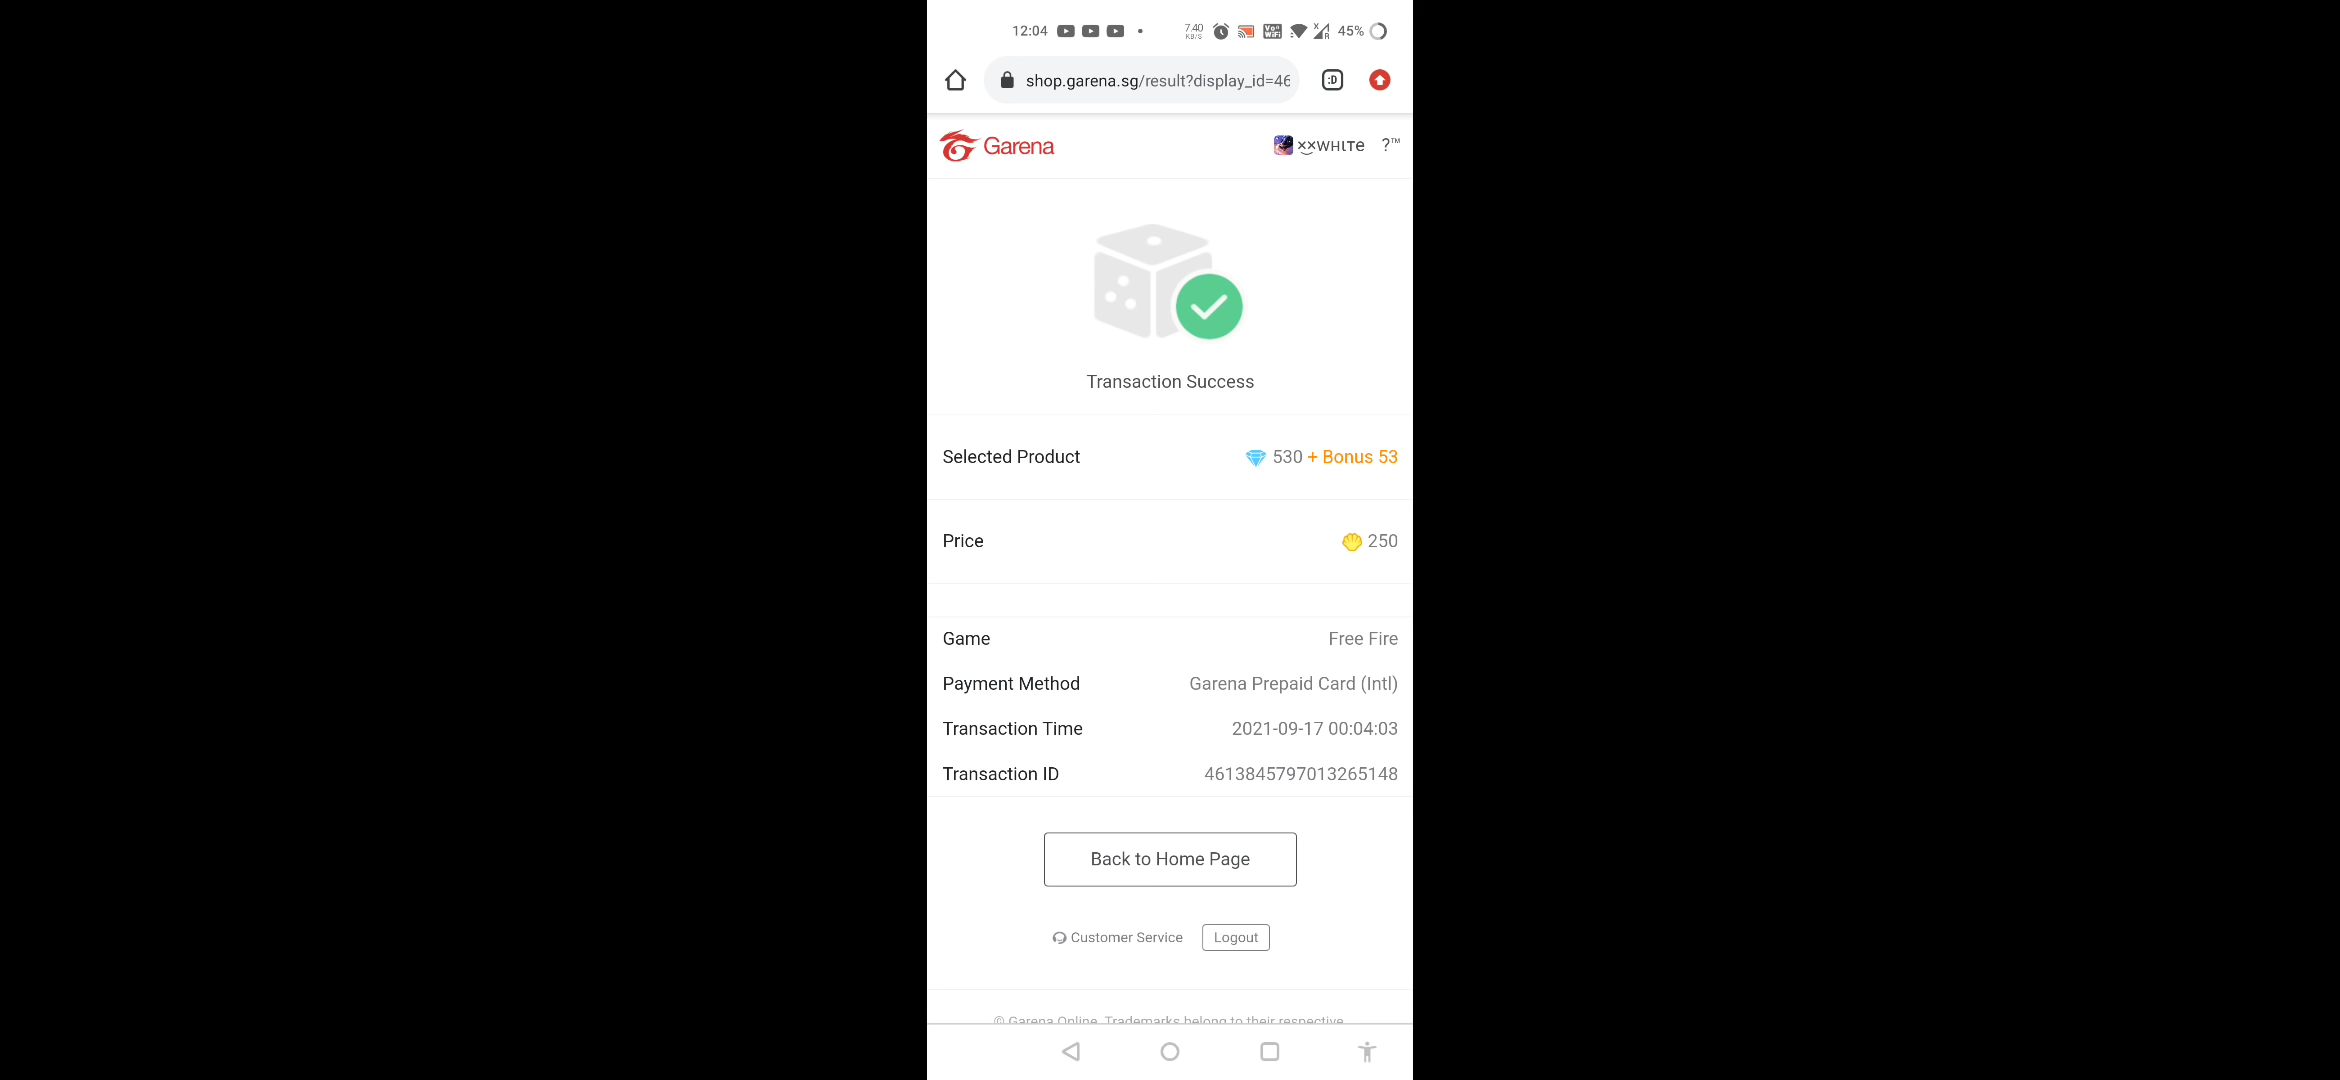 12:04 7.40 KB/S Vo WiFi X R 45%
shop.garena.sg/result?display_id=46 :D
Garena ××WHITe ?™
Transaction Success
Selected Product 530 + Bonus 53
Price 250
Game Free Fire
Payment Method Garena Prepaid Card (Intl)
Transaction Time 2021-09-17 00:04:03
Transaction ID 4613845797013265148
Back to Home Page
Customer Service Logout
© Garena Online. Trademarks belong to their respective